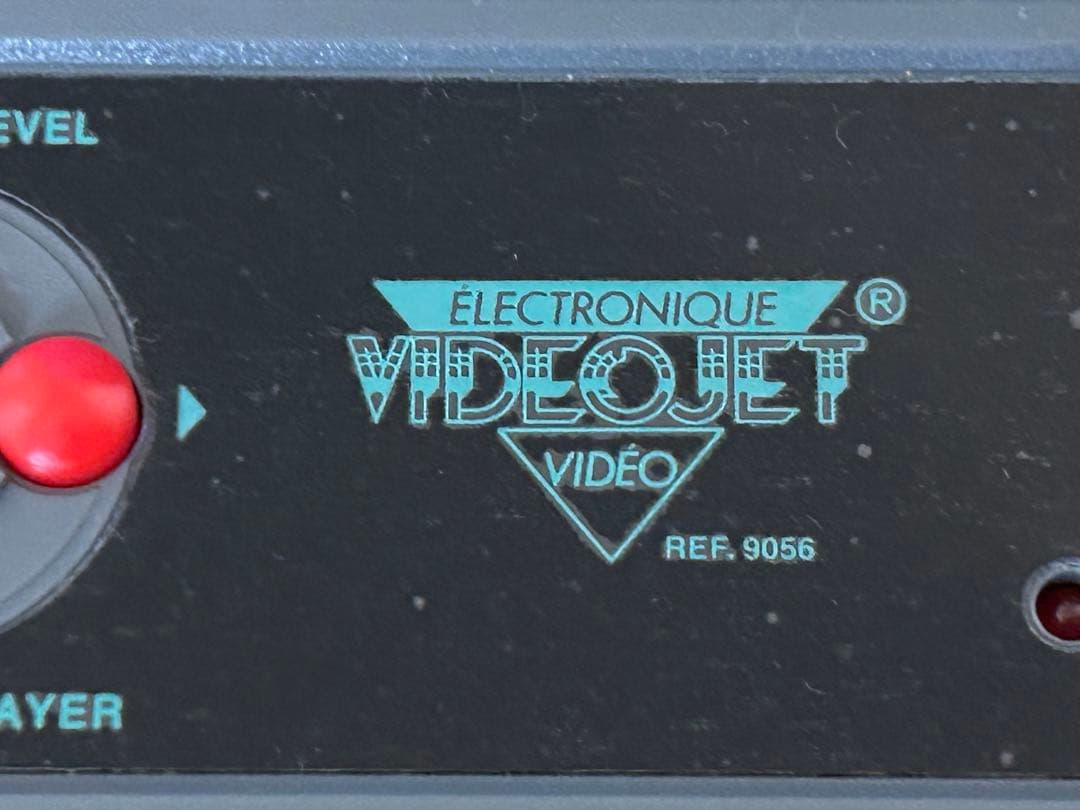 EVEL
ÉLECTRONIQUE ®
VIDEOJET
VIDÉO
REF. 9056
AYER